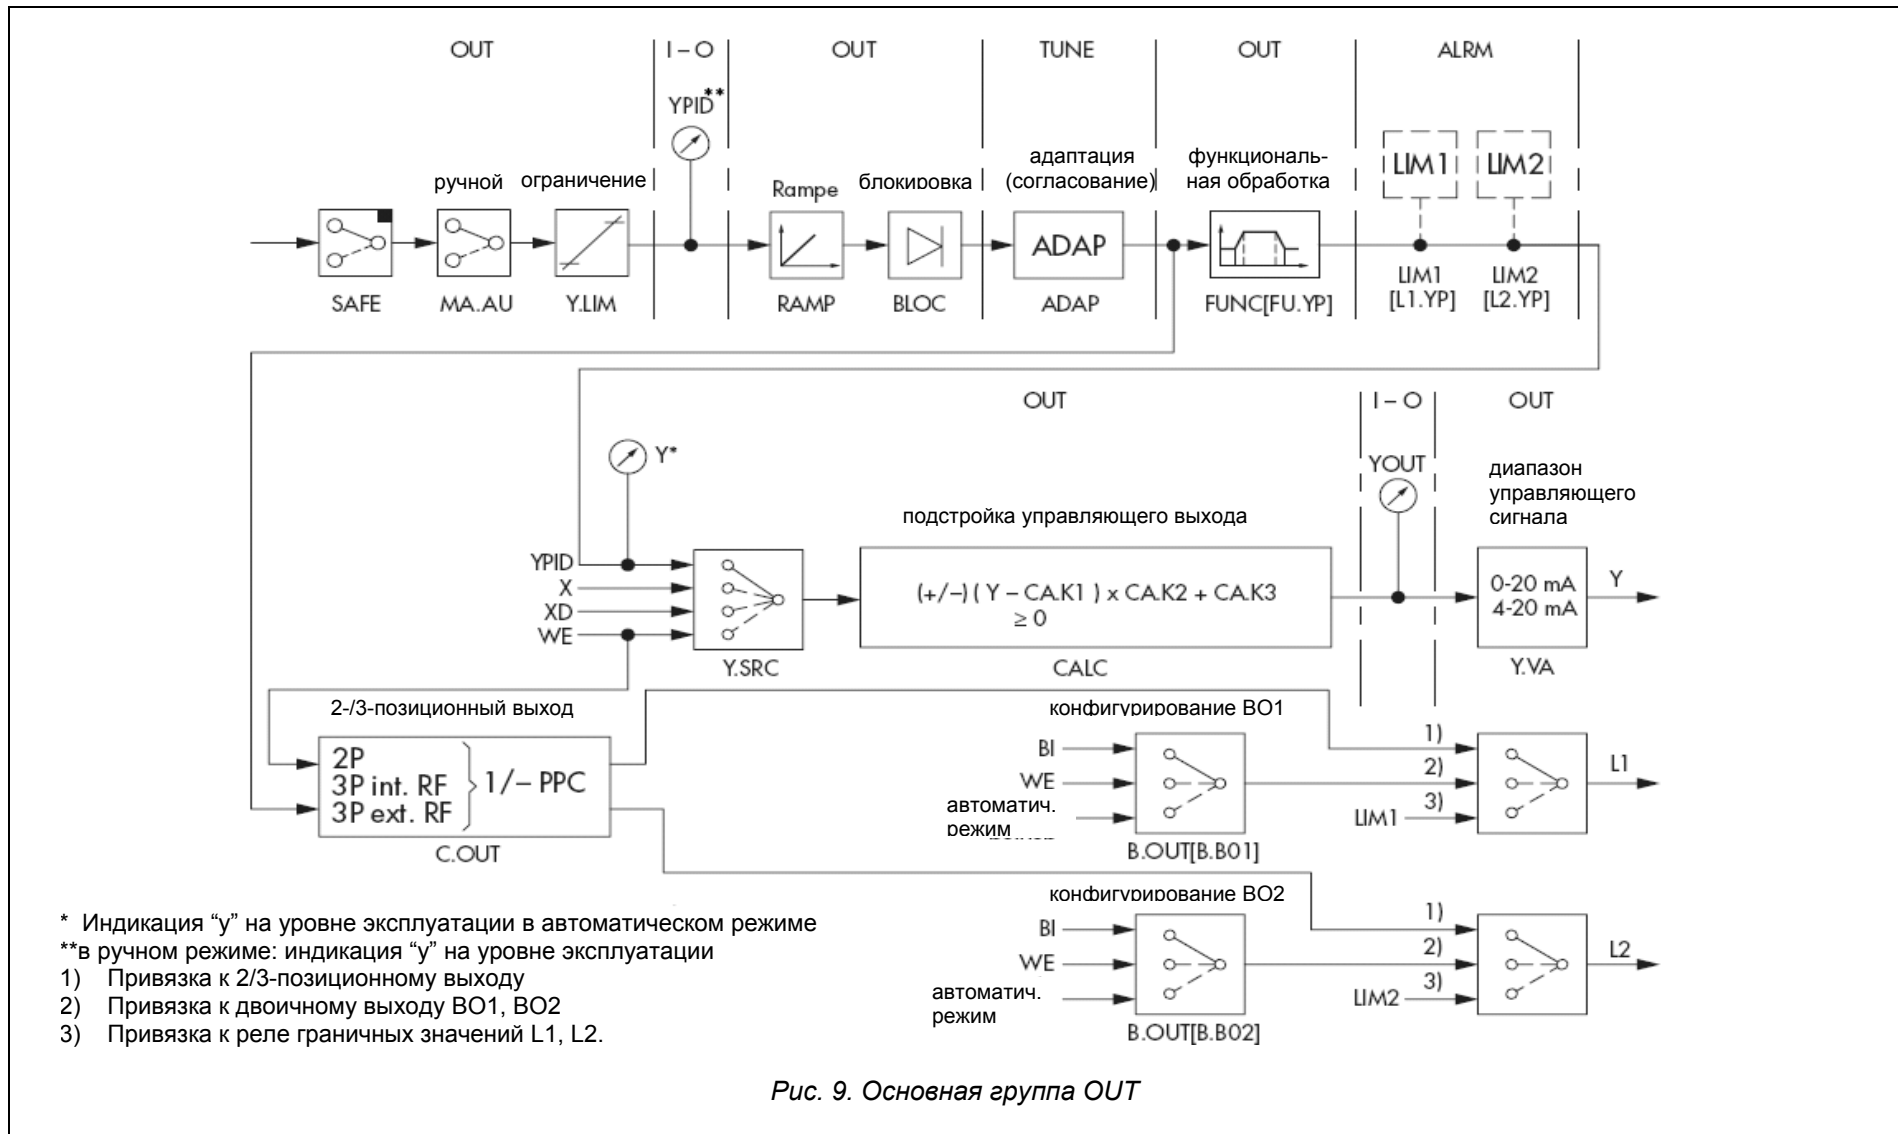 OUT I – O OUT TUNE OUT ALRM
YPID**
ручной ограничение Rampe блокировка адаптация (согласование) функциональ-
ная обработка
LIM1 LIM2
ADAP
SAFE MA.AU Y.LIM RAMP BLOC ADAP FUNC[FU.YP] LIM1 [L1.YP] LIM2 [L2.YP]
OUT I – O OUT
Y*
YOUT
диапазон
управляющего
сигнала
подстройка управляющего выхода
YPID
X
XD
WE
(+/–) ( Y – CA.K1 ) x CA.K2 + CA.K3
≥ 0
0-20 mA
4-20 mA
Y
Y.SRC CALC Y.VA
2-/3-позиционный выход
2P
3P int. RF
3P ext. RF
1/– PPC
C.OUT
конфигурирование BO1
BI
WE
автоматич.
режим
B.OUT[B.B01]
1)
2)
3)
LIM1
L1
конфигурирование BO2
BI
WE
автоматич.
режим
B.OUT[B.B02]
1)
2)
3)
LIM2
L2
* Индикация “y” на уровне эксплуатации в автоматическом режиме
**в ручном режиме: индикация “y” на уровне эксплуатации
1) Привязка к 2/3-позиционному выходу
2) Привязка к двоичному выходу BO1, BO2
3) Привязка к реле граничных значений L1, L2.
Рис. 9. Основная группа OUT